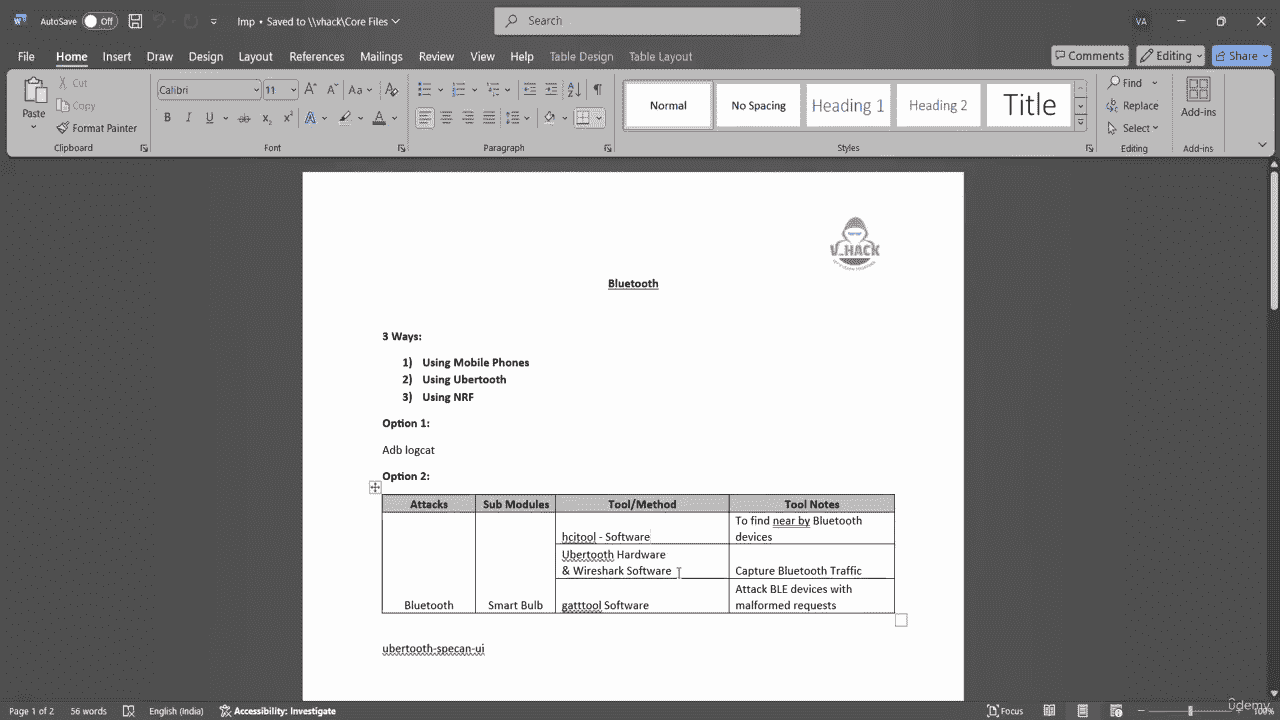 AutoSave Off Imp • Saved to \vhack\Core Files Search VA
File Home Insert Draw Design Layout References Mailings Review View Help Table Design Table Layout Comments Editing Share
Paste Cut Copy Format Painter Clipboard
Calibri 11 Font
Paragraph
Normal No Spacing Heading 1 Heading 2 Title Styles
Find Replace Select Editing
Add-ins Add-ins
V_HACK
Bluetooth
3 Ways:
1) Using Mobile Phones
2) Using Ubertooth
3) Using NRF
Option 1:
Adb logcat
Option 2:
Attacks Sub Modules Tool/Method Tool Notes
hcitool - Software To find near by Bluetooth
devices
Ubertooth Hardware
& Wireshark Software Capture Bluetooth Traffic
Bluetooth Smart Bulb gatttool Software Attack BLE devices with
malformed requests
ubertooth-specan-ui
Page 1 of 2 56 words English (India) Accessibility: Investigate Focus 100%
Udemy